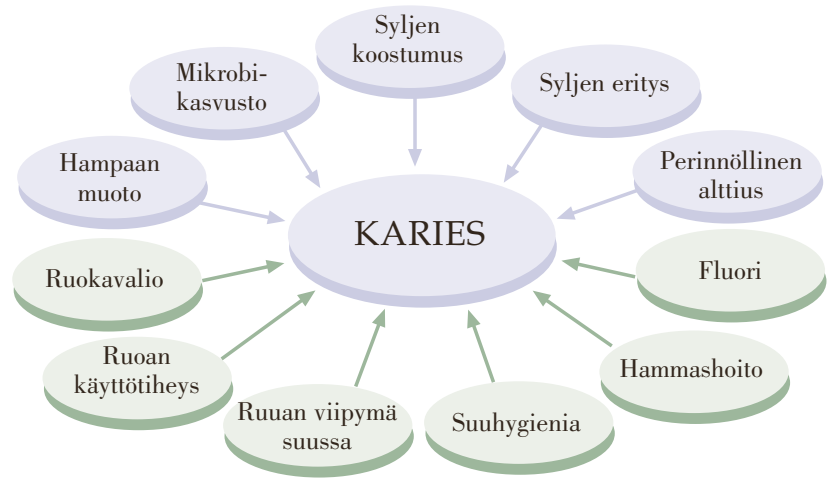 Syljen
koostumus
Mikrobi-
kasvusto
Syljen eritys
Hampaan
muoto
Perinnöllinen
alttius
KARIES
Ruokavalio
Fluori
Ruoan
käyttötiheys
Hammashoito
Ruuan viipymä
suussa
Suuhygienia